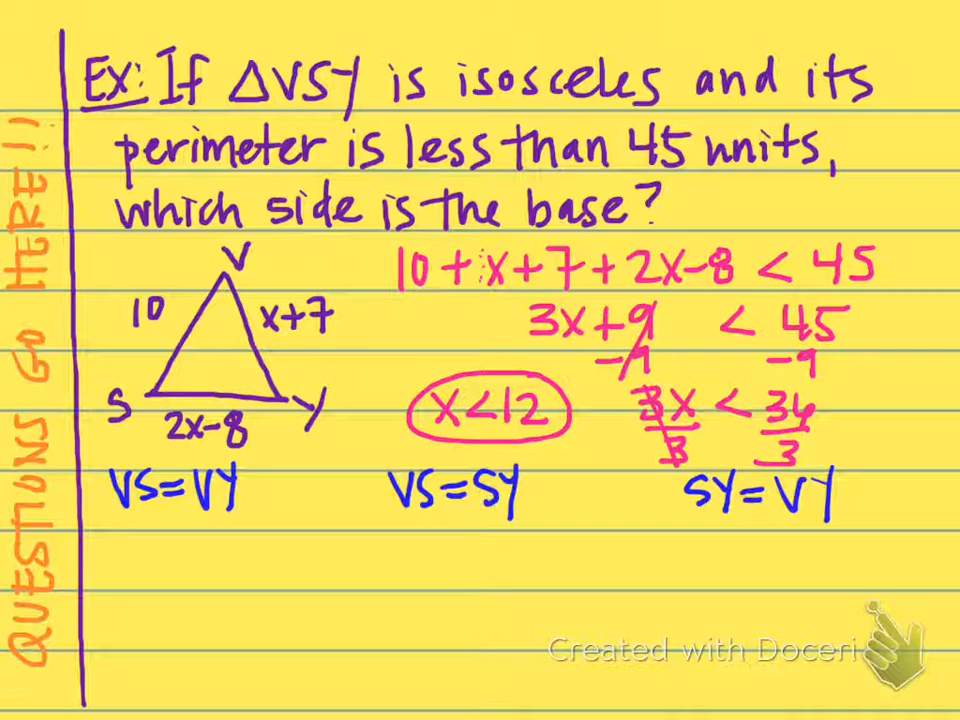 Ex: If ΔVSY is isosceles and its
perimeter is less than 45 units,
which side is the base?
V
10
x+7
S
Y
2x-8
10 + x + 7 + 2x-8 < 45
3x+9 < 45
-9 -9
3x < 36
3 3
x<12
VS=VY VS=SY SY=VY
QUESTIONS GO HERE!!
Created with Doceri